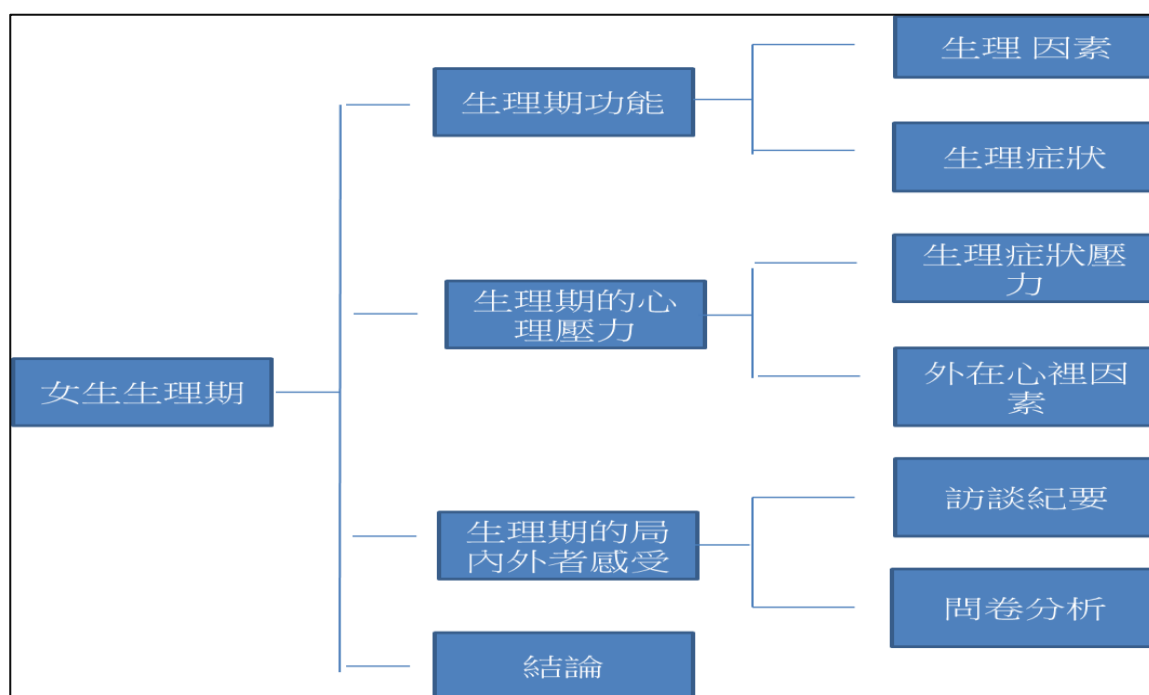 女生生理期
生理期功能
生理 因素
生理症狀
生理期的心
理壓力
生理症狀壓
力
外在心裡因
素
生理期的局
內外者感受
訪談紀要
問卷分析
結論